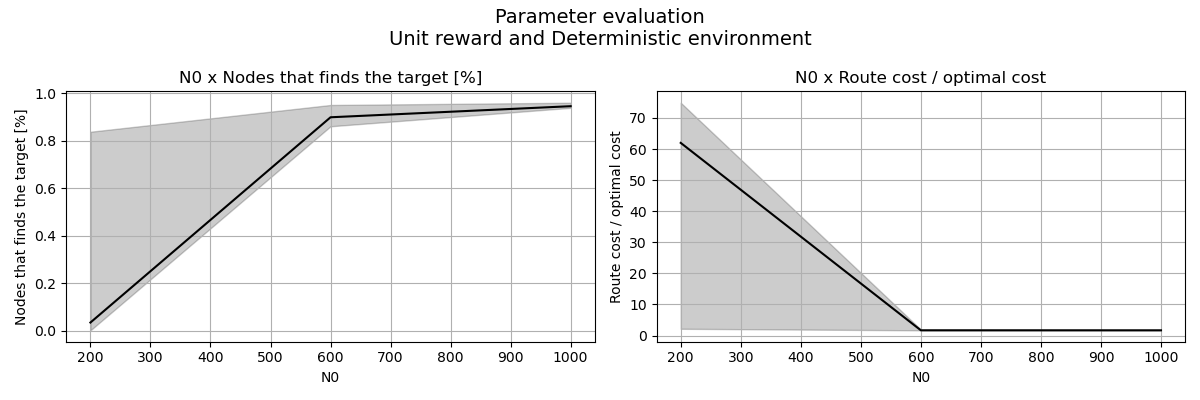 Parameter evaluation
Unit reward and Deterministic environment
N0 x Nodes that finds the target [%]
Nodes that finds the target [%]
1.0
0.8
0.6
0.4
0.2
0.0
200 300 400 500 600 700 800 900 1000
N0
N0 x Route cost / optimal cost
Route cost / optimal cost
70
60
50
40
30
20
10
0
200 300 400 500 600 700 800 900 1000
N0